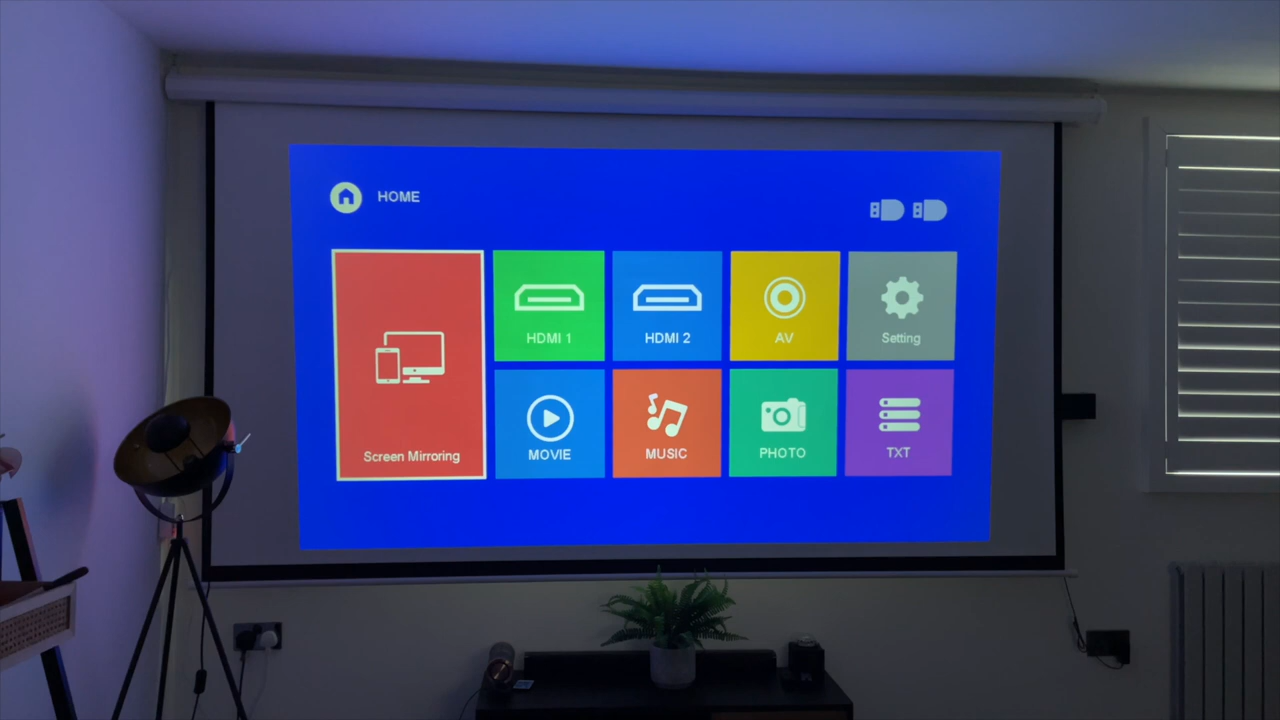 HOME
Screen Mirroring
HDMI 1
HDMI 2
AV
Setting
MOVIE
MUSIC
PHOTO
TXT